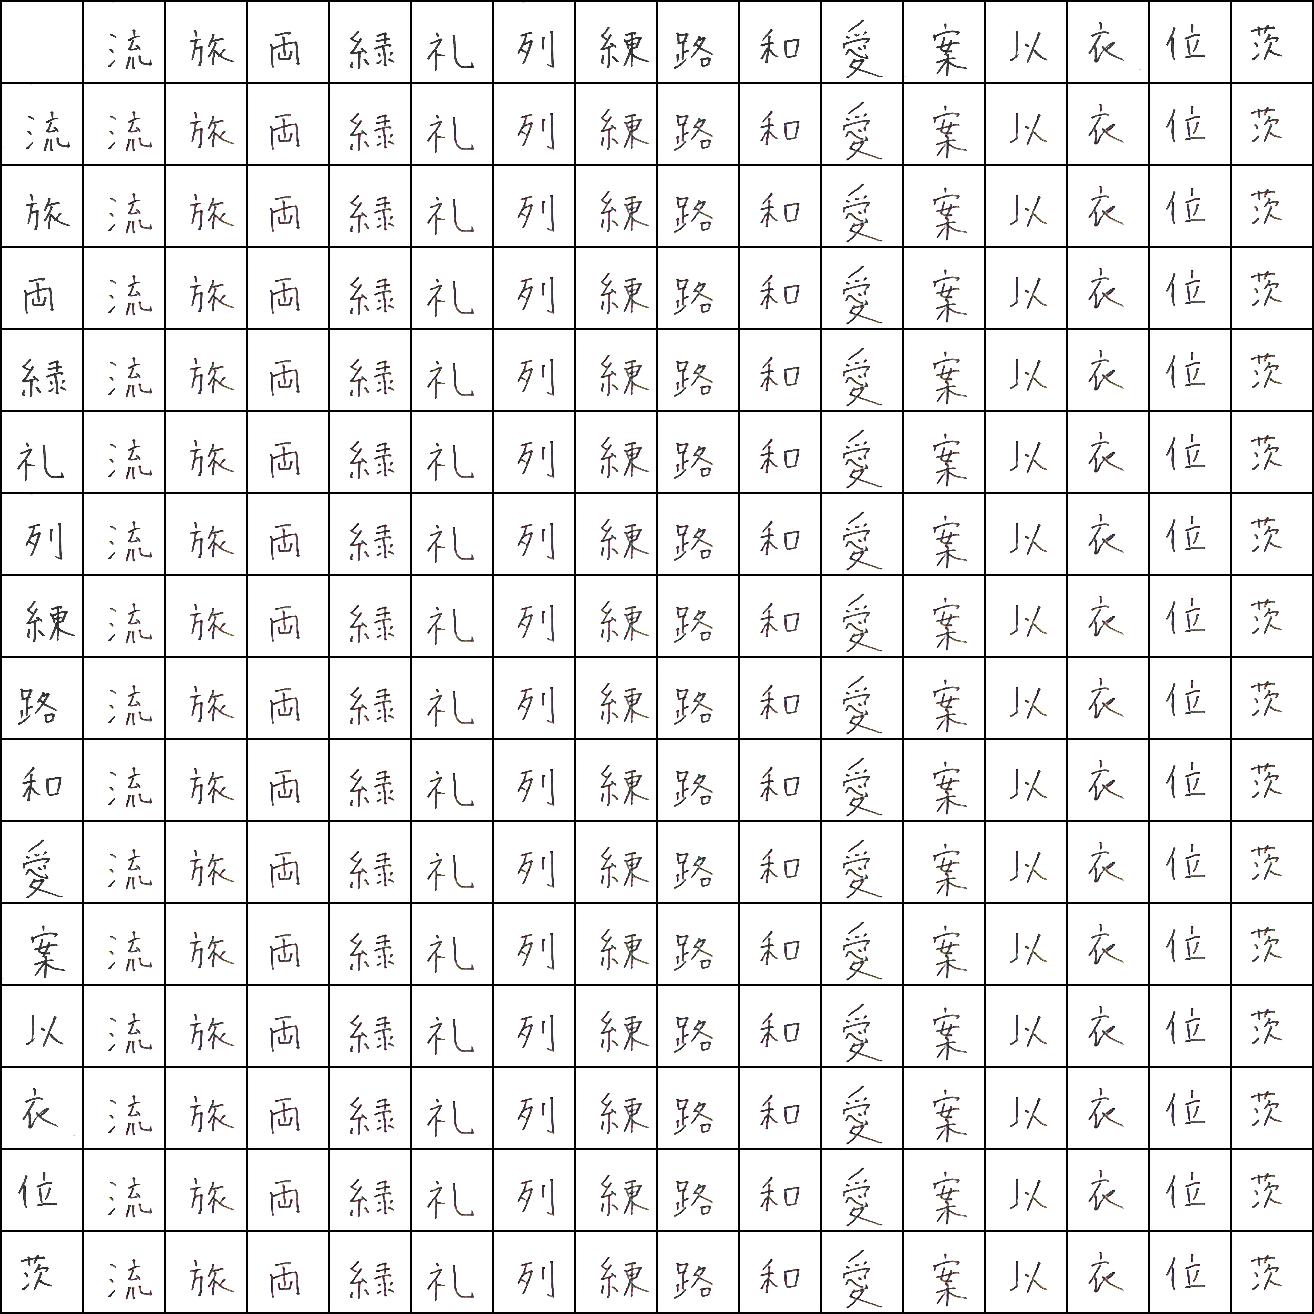 流 旅 両 緑 礼 列 練 路 和 愛 案 以 衣 位 茨
流 流 旅 両 緑 礼 列 練 路 和 愛 案 以 衣 位 茨
旅 流 旅 両 緑 礼 列 練 路 和 愛 案 以 衣 位 茨
両 流 旅 両 緑 礼 列 練 路 和 愛 案 以 衣 位 茨
緑 流 旅 両 緑 礼 列 練 路 和 愛 案 以 衣 位 茨
礼 流 旅 両 緑 礼 列 練 路 和 愛 案 以 衣 位 茨
列 流 旅 両 緑 礼 列 練 路 和 愛 案 以 衣 位 茨
練 流 旅 両 緑 礼 列 練 路 和 愛 案 以 衣 位 茨
路 流 旅 両 緑 礼 列 練 路 和 愛 案 以 衣 位 茨
和 流 旅 両 緑 礼 列 練 路 和 愛 案 以 衣 位 茨
愛 流 旅 両 緑 礼 列 練 路 和 愛 案 以 衣 位 茨
案 流 旅 両 緑 礼 列 練 路 和 愛 案 以 衣 位 茨
以 流 旅 両 緑 礼 列 練 路 和 愛 案 以 衣 位 茨
衣 流 旅 両 緑 礼 列 練 路 和 愛 案 以 衣 位 茨
位 流 旅 両 緑 礼 列 練 路 和 愛 案 以 衣 位 茨
茨 流 旅 両 緑 礼 列 練 路 和 愛 案 以 衣 位 茨